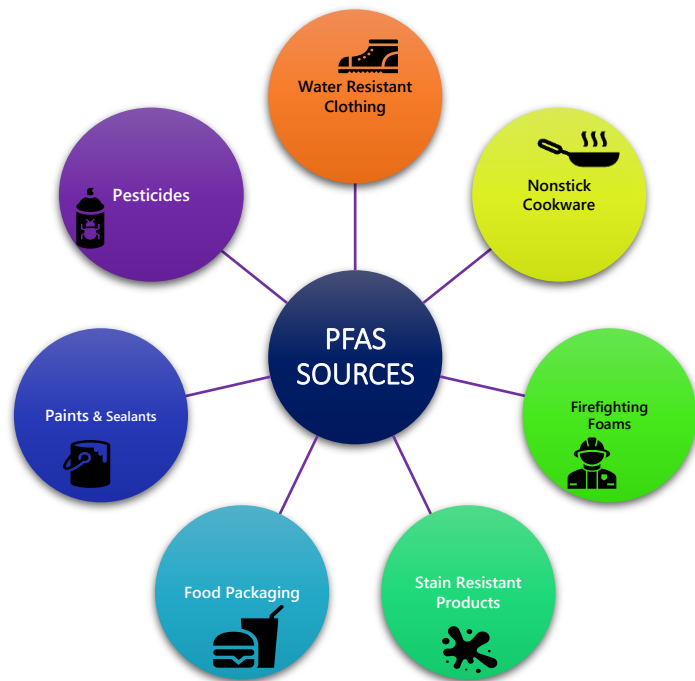 PFAS
SOURCES
Water Resistant
Clothing
Nonstick
Cookware
Firefighting
Foams
Stain Resistant
Products
Food Packaging
Paints & Sealants
Pesticides